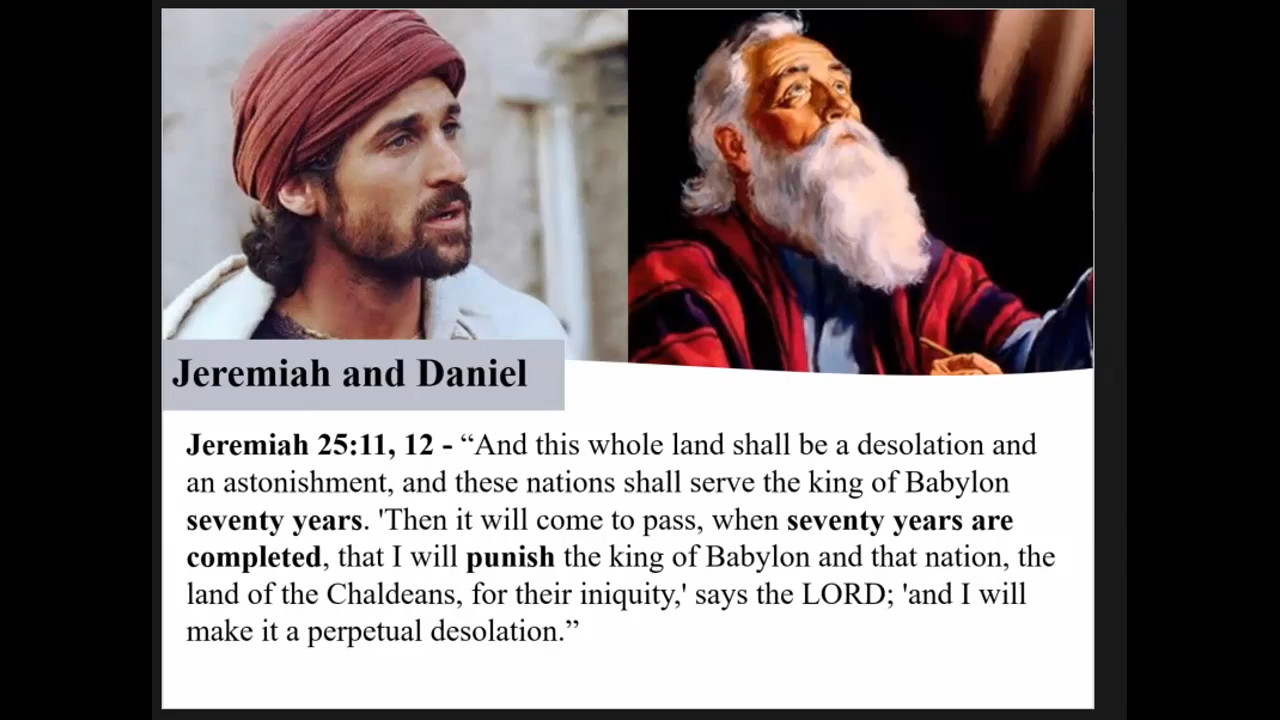 Jeremiah and Daniel
Jeremiah 25:11, 12 - “And this whole land shall be a desolation and
an astonishment, and these nations shall serve the king of Babylon
seventy years. 'Then it will come to pass, when seventy years are
completed, that I will punish the king of Babylon and that nation, the
land of the Chaldeans, for their iniquity,' says the LORD; 'and I will
make it a perpetual desolation.”